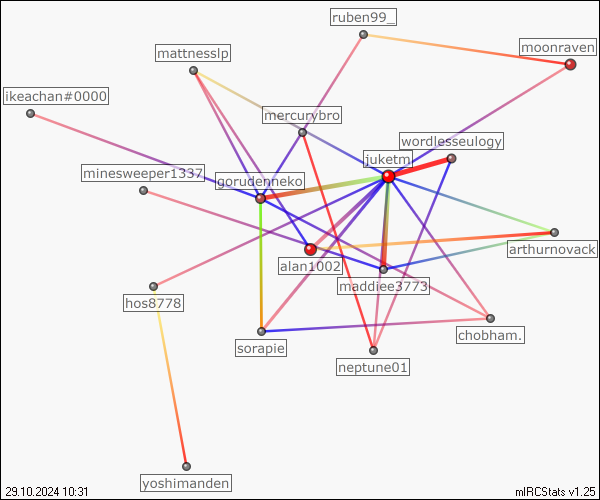 ruben99_
mattnesslp
moonraven
ikeachan#0000
mercurybro
wordlesseulogy
juketm
minesweeper1337
gorudenneko
arthurnovack
alan1002
maddiee3773
hos8778
chobham.
sorapie
neptune01
yoshimanden
29.10.2024 10:31
mIRCStats v1.25